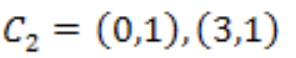 C₂ = (0,1),(3,1)